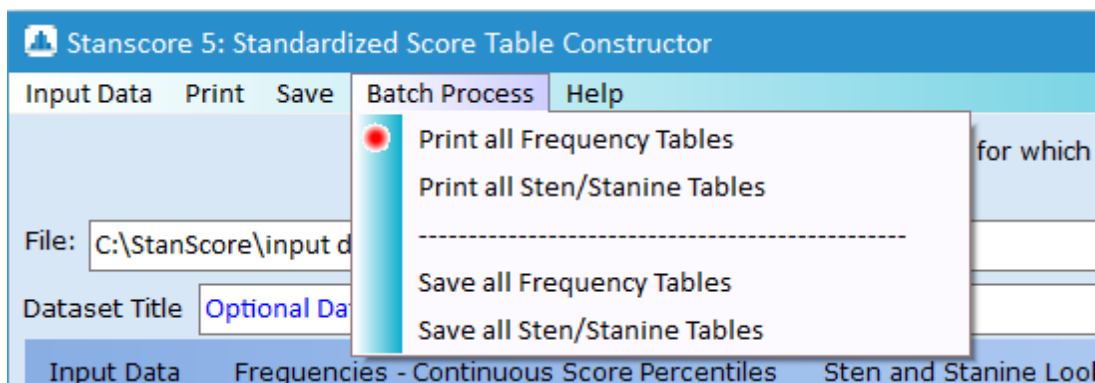 Stanscore 5: Standardized Score Table Constructor
Input Data Print Save Batch Process Help
Print all Frequency Tables
for which
Print all Sten/Stanine Tables
--------------------------------------------------
File: C:\StanScore\input d
Save all Frequency Tables
Dataset Title Optional Da
Save all Sten/Stanine Tables
Input Data Frequencies - Continuous Score Percentiles Sten and Stanine Look